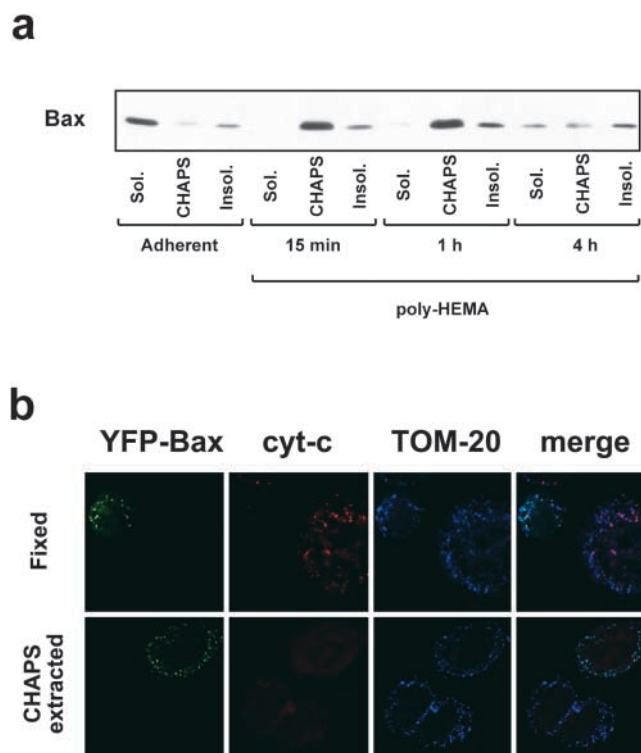 a
Bax
Sol. CHAPS Insol. Sol. CHAPS Insol. Sol. CHAPS Insol. Sol. CHAPS Insol.
Adherent 15 min 1 h 4 h
poly-HEMA
b
YFP-Bax cyt-c TOM-20 merge
Fixed
CHAPS extracted